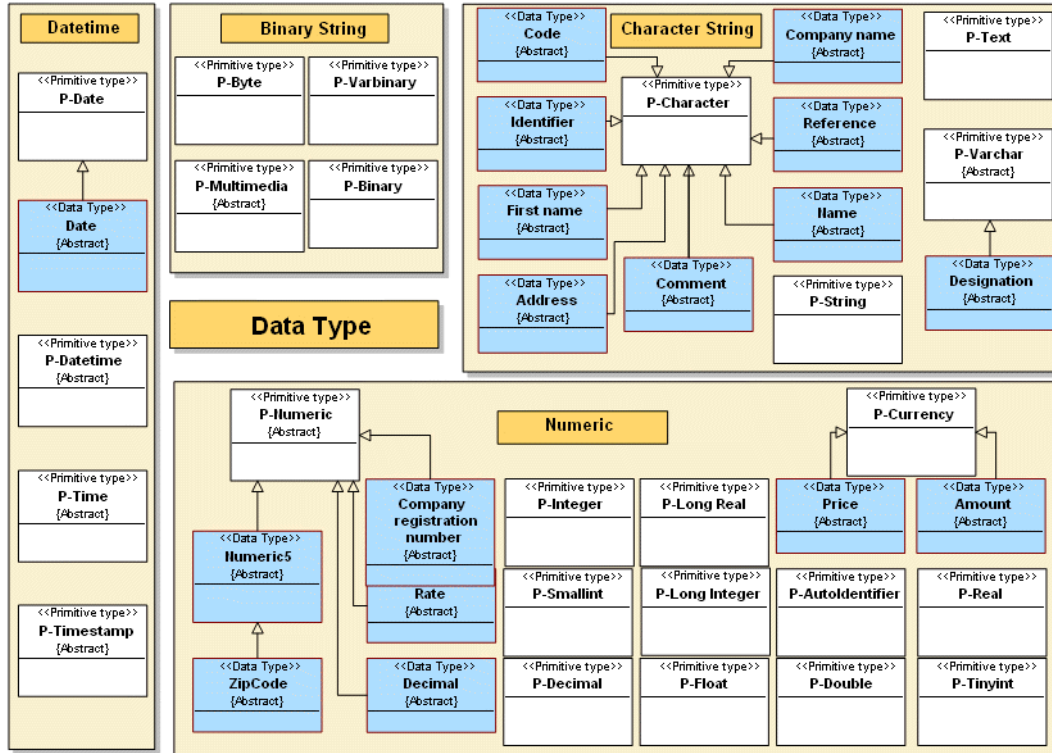 Datetime
<<Primitive type>>
P-Date
<<Data Type>>
Date
{Abstract}
<<Primitive type>>
P-Datetime
{Abstract}
<<Primitive type>>
P-Time
{Abstract}
<<Primitive type>>
P-Timestamp
{Abstract}
Binary String
<<Primitive type>>
P-Byte
<<Primitive type>>
P-Varbinary
<<Primitive type>>
P-Multimedia
{Abstract}
<<Primitive type>>
P-Binary
Data Type
Character String
<<Data Type>>
Code
{Abstract}
<<Data Type>>
Company name
{Abstract}
<<Primitive type>>
P-Text
<<Primitive type>>
P-Character
<<Data Type>>
Identifier
{Abstract}
<<Data Type>>
Reference
{Abstract}
<<Primitive type>>
P-Varchar
<<Data Type>>
First name
{Abstract}
<<Data Type>>
Name
{Abstract}
<<Data Type>>
Address
{Abstract}
<<Data Type>>
Comment
{Abstract}
<<Primitive type>>
P-String
<<Data Type>>
Designation
{Abstract}
Numeric
<<Primitive type>>
P-Numeric
{Abstract}
<<Primitive type>>
P-Currency
<<Data Type>>
Company
registration
number
{Abstract}
<<Primitive type>>
P-Integer
<<Primitive type>>
P-Long Real
<<Data Type>>
Price
{Abstract}
<<Data Type>>
Amount
{Abstract}
<<Data Type>>
Numeric5
{Abstract}
Rate
{Abstract}
<<Primitive type>>
P-Smallint
<<Primitive type>>
P-Long Integer
<<Primitive type>>
P-AutoIdentifier
<<Primitive type>>
P-Real
<<Data Type>>
ZipCode
{Abstract}
<<Data Type>>
Decimal
{Abstract}
<<Primitive type>>
P-Decimal
<<Primitive type>>
P-Float
<<Primitive type>>
P-Double
<<Primitive type>>
P-Tinyint